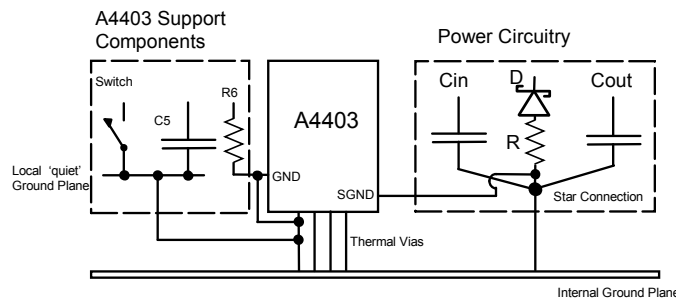 A4403 Support
Components
Power Circuitry
Switch
C5
R6
A4403
Cin
D
Cout
R
Local ‘quiet’
Ground Plane
GND
SGND
Star Connection
Thermal Vias
Internal Ground Plane